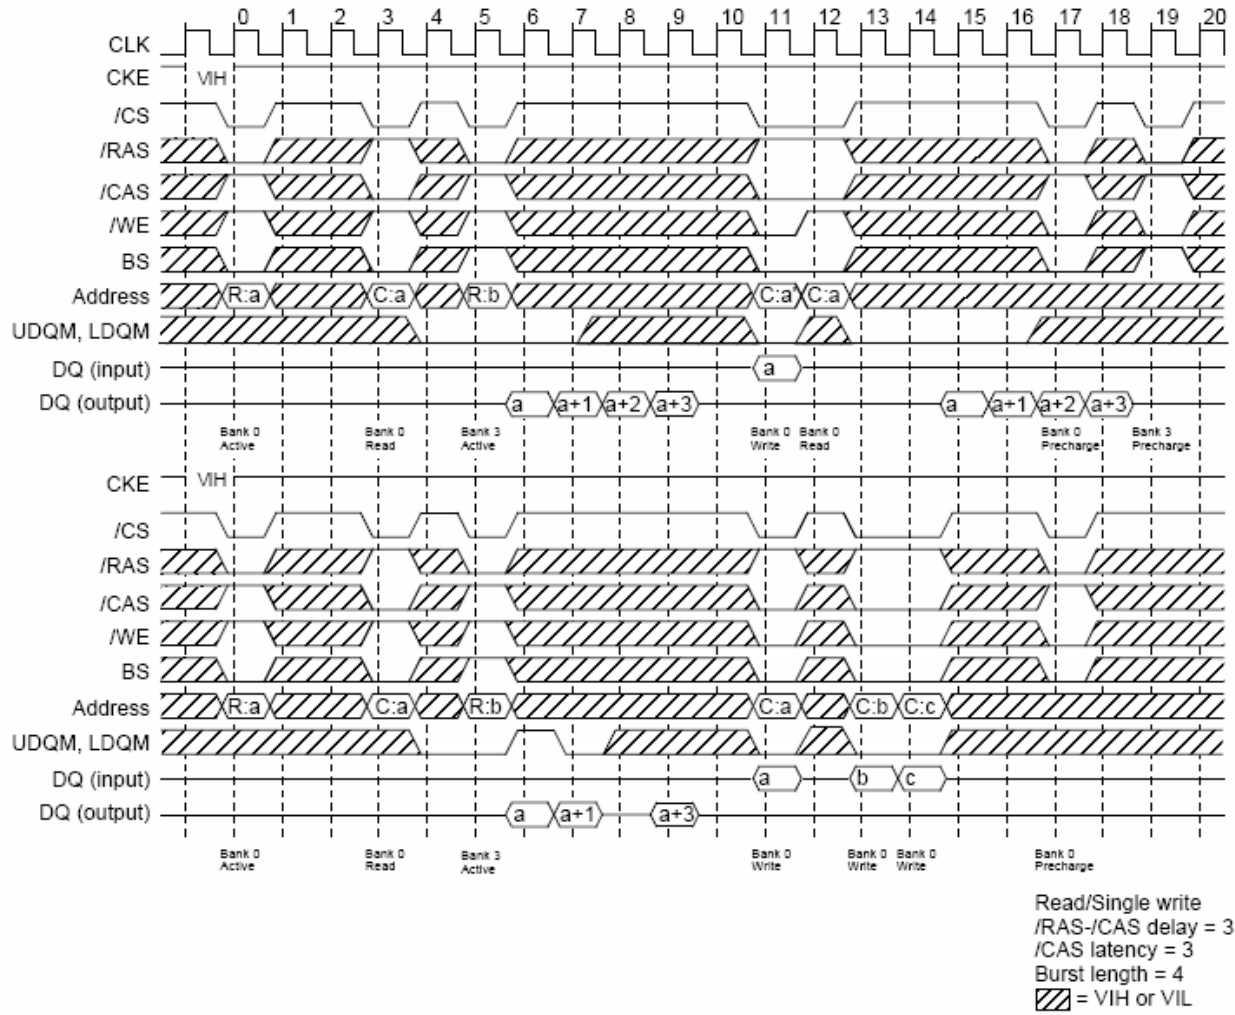 0 1 2 3 4 5 6 7 8 9 10 11 12 13 14 15 16 17 18 19 20
CLK
CKE VIH
/CS
/RAS
/CAS
/WE
BS
Address R:a C:a R:b C:a' C:a
UDQM, LDQM
DQ (input) a
DQ (output) a a+1 a+2 a+3 a a+1 a+2 a+3
Bank 0 Bank 0 Bank 3 Bank 0 Bank 0 Bank 0 Bank 3
Active Read Active Write Read Precharge Precharge
CKE VIH
/CS
/RAS
/CAS
/WE
BS
Address R:a C:a R:b C:a C:b C:c
UDQM, LDQM
DQ (input) a b c
DQ (output) a a+1 a+3
Bank 0 Bank 0 Bank 3 Bank 0 Bank 0 Bank 0 Bank 0
Active Read Active Write Write Write Precharge
Read/Single write
/RAS-/CAS delay = 3
/CAS latency = 3
Burst length = 4
= VIH or VIL